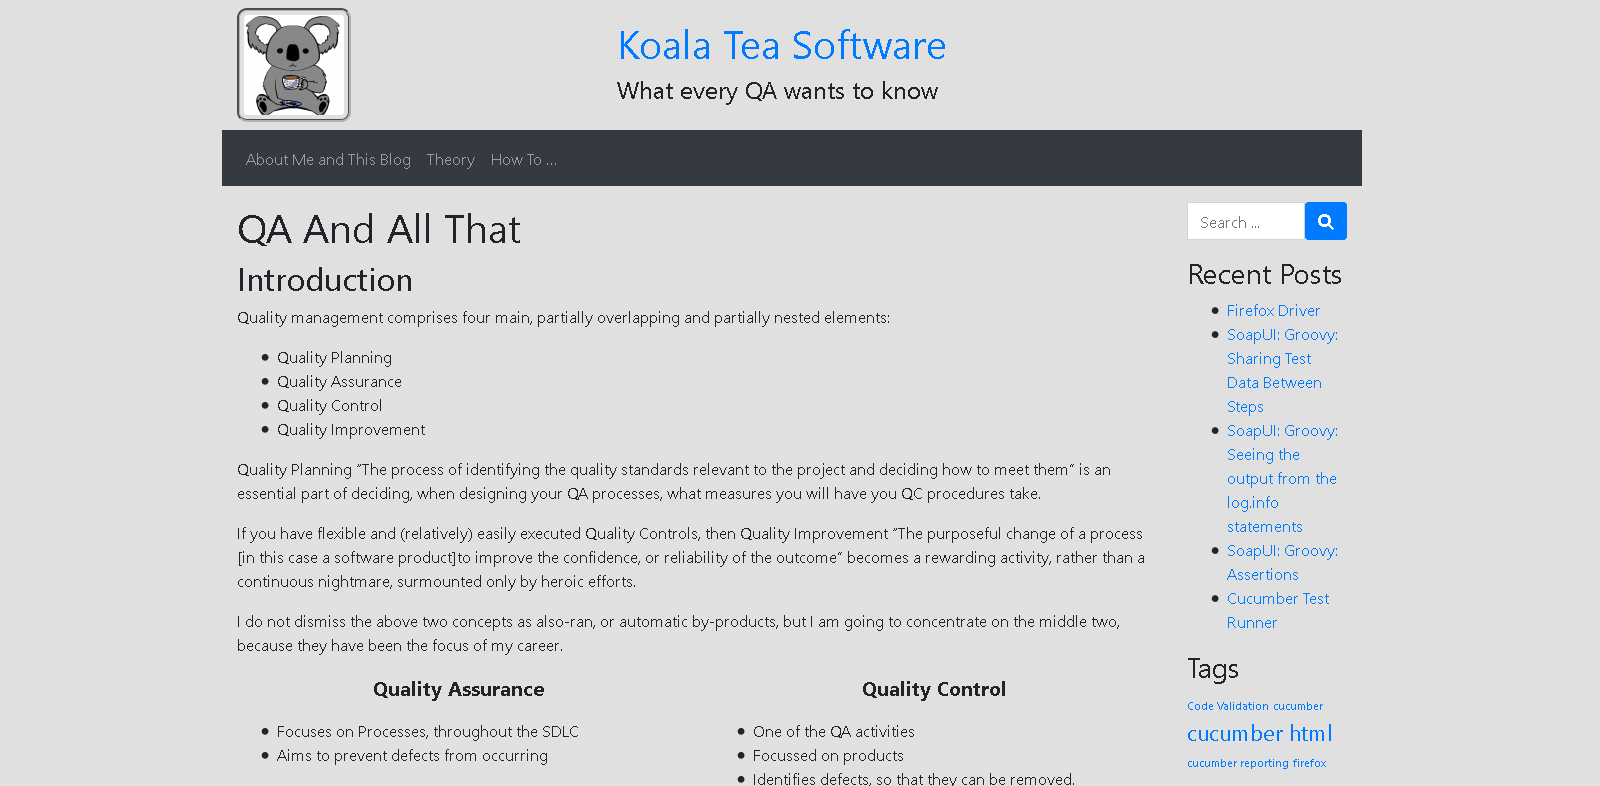 Koala Tea Software
What every QA wants to know
About Me and This Blog Theory How To ...
QA And All That
Introduction
Quality management comprises four main, partially overlapping and partially nested elements:
Quality Planning
Quality Assurance
Quality Control
Quality Improvement
Quality Planning “The process of identifying the quality standards relevant to the project and deciding how to meet them” is an
essential part of deciding, when designing your QA processes, what measures you will have you QC procedures take.
If you have flexible and (relatively) easily executed Quality Controls, then Quality Improvement “The purposeful change of a process
[in this case a software product]to improve the confidence, or reliability of the outcome” becomes a rewarding activity, rather than a
continuous nightmare, surmounted only by heroic efforts.
I do not dismiss the above two concepts as also-ran, or automatic by-products, but I am going to concentrate on the middle two,
because they have been the focus of my career.
Quality Assurance
Focuses on Processes, throughout the SDLC
Aims to prevent defects from occurring
Quality Control
One of the QA activities
Focussed on products
Identifies defects, so that they can be removed.
Search ...
Recent Posts
Firefox Driver
SoapUI: Groovy:
Sharing Test
Data Between
Steps
SoapUI: Groovy:
Seeing the
output from the
log.info
statements
SoapUI: Groovy:
Assertions
Cucumber Test
Runner
Tags
Code Validation cucumber
cucumber html
cucumber reporting firefox